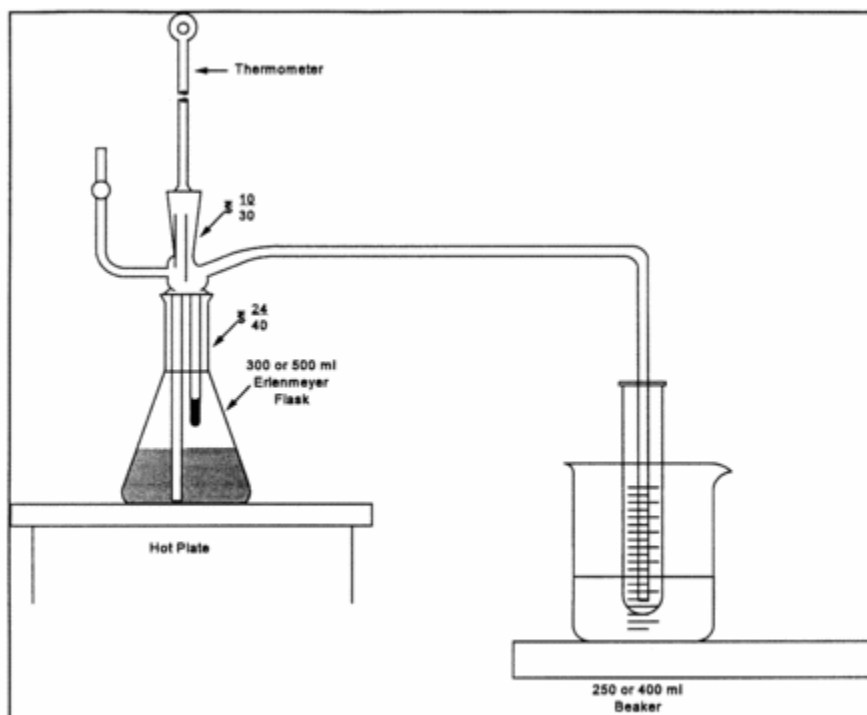 Thermometer
10
30
24
40
300 or 500 ml
Erlenmeyer
Flask
Hot Plate
250 or 400 ml
Beaker